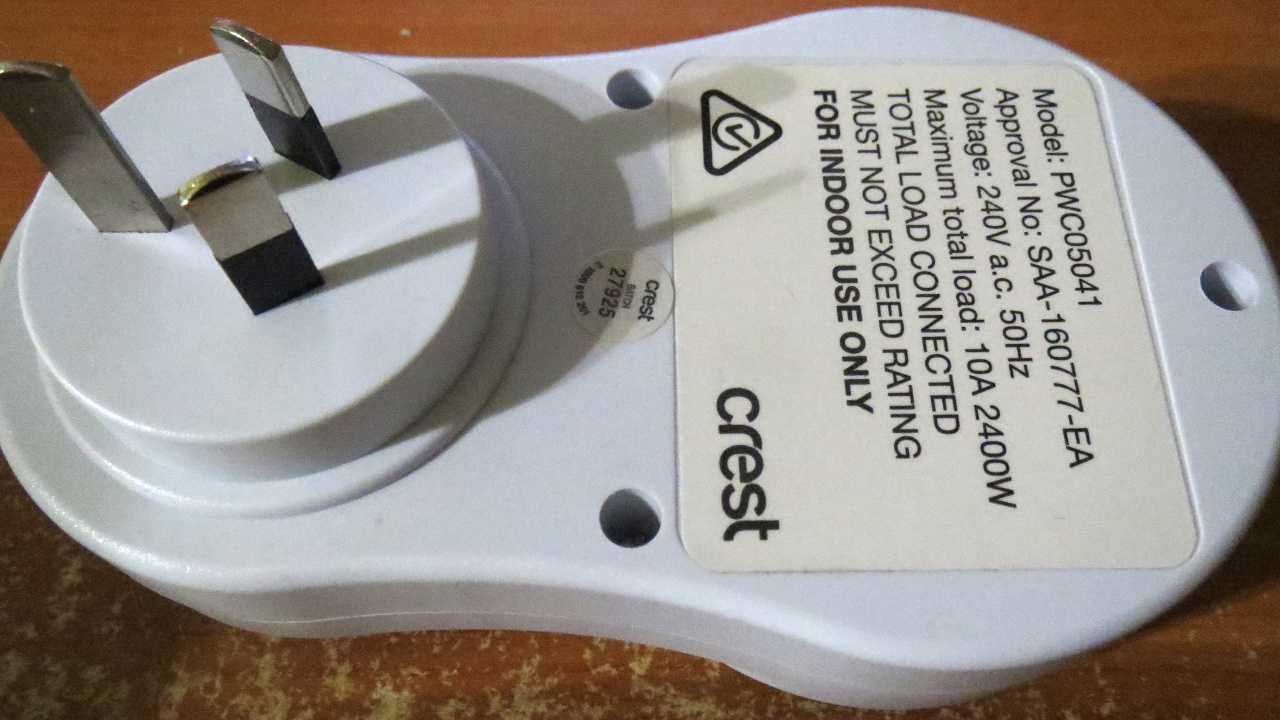 Model: PWC05041
Approval No: SAA-160777-EA
Voltage: 240V a.c. 50Hz
Maximum total load: 10A 2400W
TOTAL LOAD CONNECTED
MUST NOT EXCEED RATING
FOR INDOOR USE ONLY
crest
crest
BATCH
27925